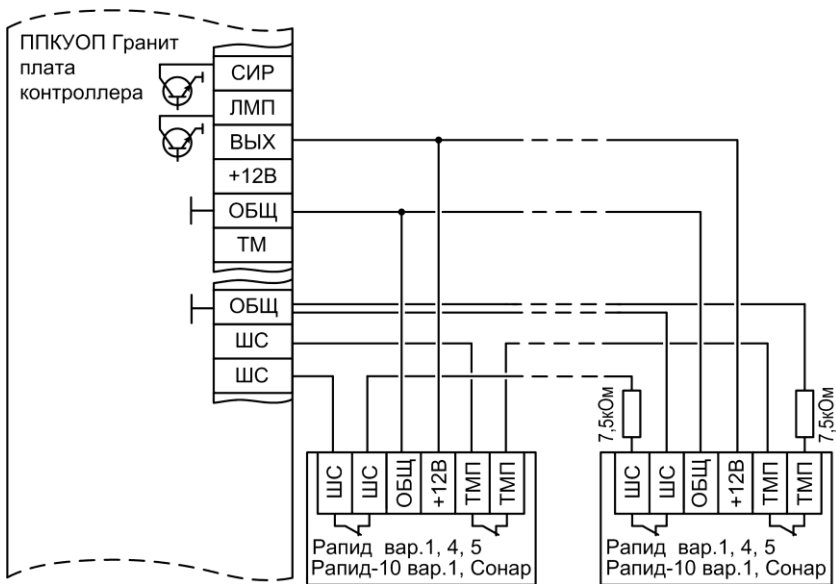 ППКУОП Гранит
плата
контроллера
СИР
ЛМП
ВЫХ
+12В
ОБЩ
ТМ
ОБЩ
ШС
ШС
7,5кОм
7,5кОм
ШС
ШС
ОБЩ
+12В
ТМП
ТМП
Рапид вар.1, 4, 5
Рапид-10 вар.1, Сонар
ШС
ШС
ОБЩ
+12В
ТМП
ТМП
Рапид вар.1, 4, 5
Рапид-10 вар.1, Сонар